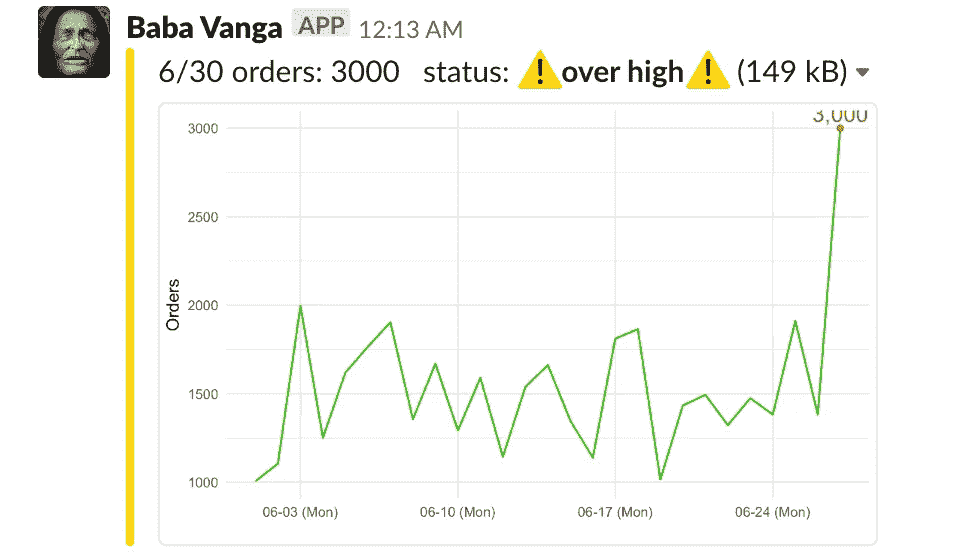 Baba Vanga APP 12:13 AM
6/30 orders: 3000 status: ⚠️over high⚠️ (149 kB)
3,000
3000
2500
2000
Orders
1500
1000
06-03 (Mon) 06-10 (Mon) 06-17 (Mon) 06-24 (Mon)